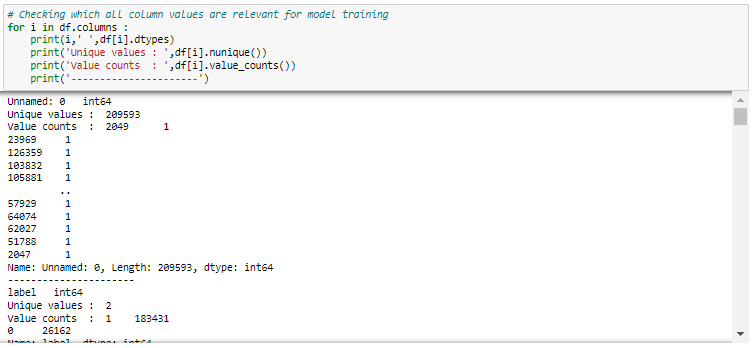 # Checking which all column values are relevant for model training
for i in df.columns :
    print(i,' ',df[i].dtypes)
    print('Unique values : ',df[i].nunique())
    print('Value counts  : ',df[i].value_counts())
    print('----------------------')
Unnamed: 0   int64
Unique values :  209593
Value counts  :  2049      1
23969     1
126359    1
103832    1
105881    1
         ..
57929     1
64074     1
62027     1
51788     1
2047      1
Name: Unnamed: 0, Length: 209593, dtype: int64
----------------------
label   int64
Unique values :  2
Value counts  :  1    183431
0     26162
Name: label, dtype: int64